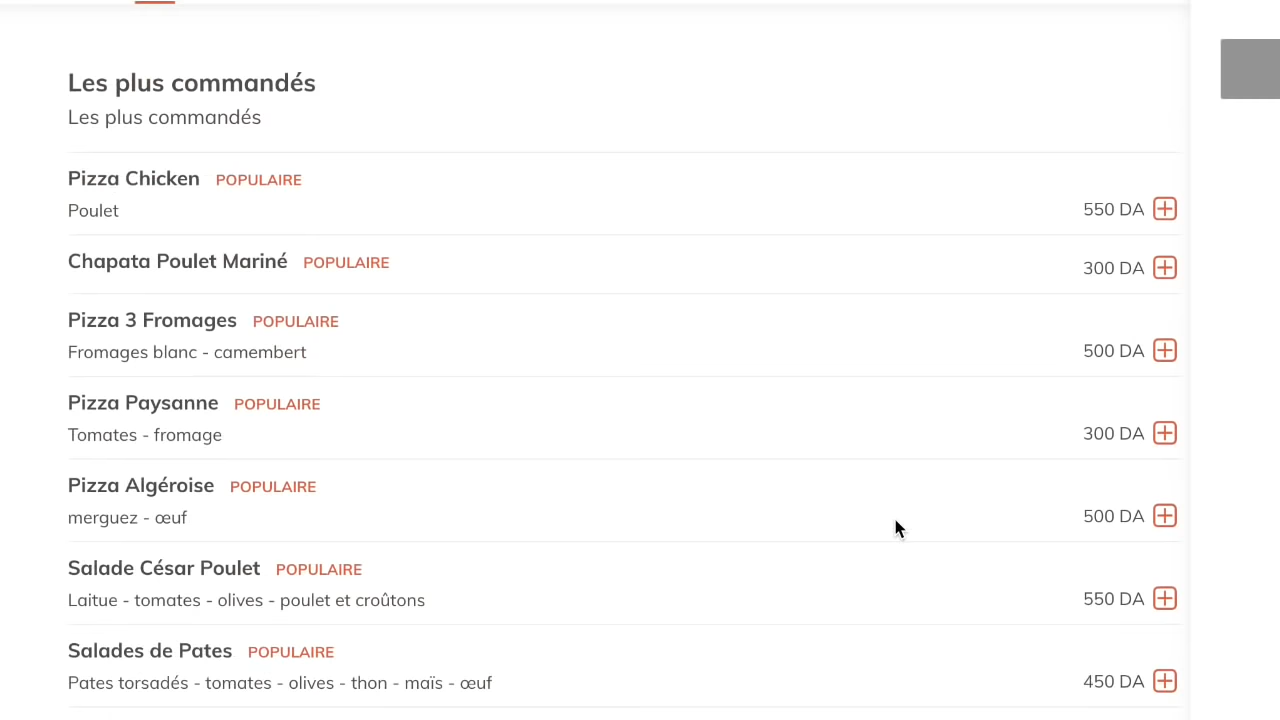 Les plus commandés
Les plus commandés
Pizza Chicken POPULAIRE
Poulet
550 DA
Chapata Poulet Mariné POPULAIRE
300 DA
Pizza 3 Fromages POPULAIRE
Fromages blanc - camembert
500 DA
Pizza Paysanne POPULAIRE
Tomates - fromage
300 DA
Pizza Algéroise POPULAIRE
merguez - œuf
500 DA
Salade César Poulet POPULAIRE
Laitue - tomates - olives - poulet et croûtons
550 DA
Salades de Pates POPULAIRE
Pates torsadés - tomates - olives - thon - maïs - œuf
450 DA